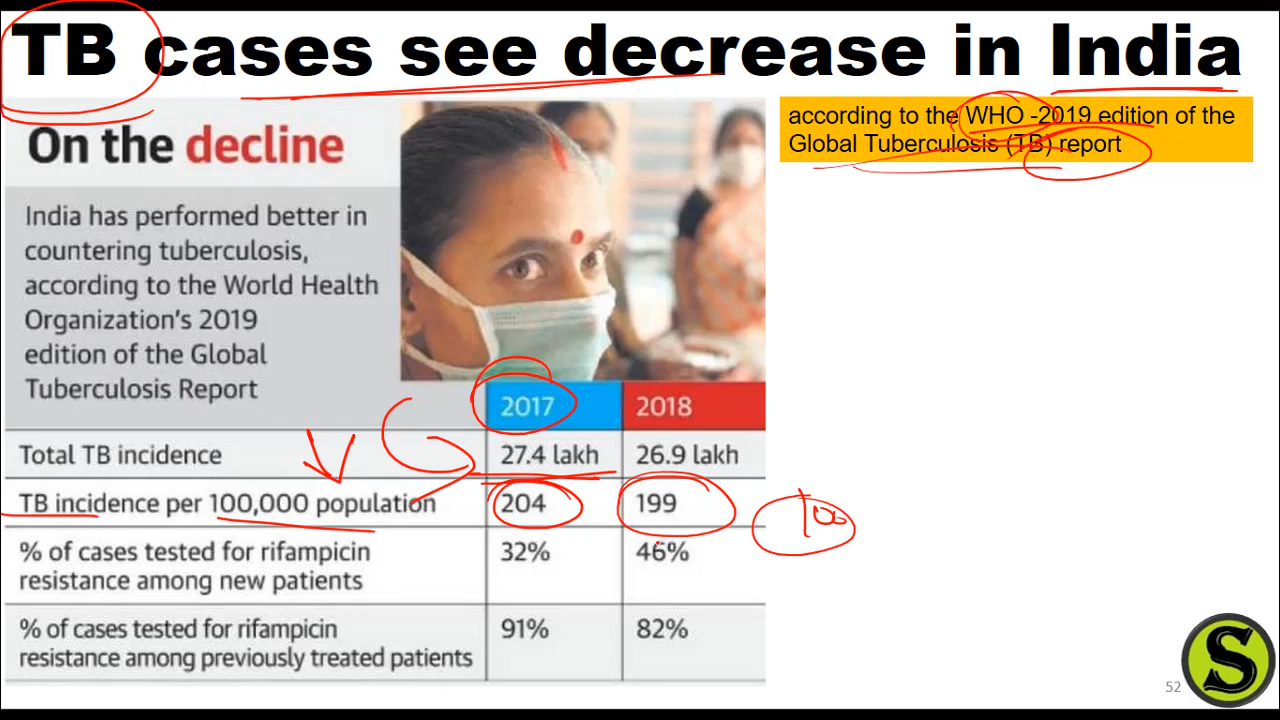 TB cases see decrease in India
according to the WHO -2019 edition of the
Global Tuberculosis (TB) report
On the decline
India has performed better in
countering tuberculosis,
according to the World Health
Organization's 2019
edition of the Global
Tuberculosis Report
2017 2018
Total TB incidence 27.4 lakh 26.9 lakh
TB incidence per 100,000 population 204 199
100
% of cases tested for rifampicin
resistance among new patients 32% 46%
% of cases tested for rifampicin
resistance among previously treated patients 91% 82%
S
52